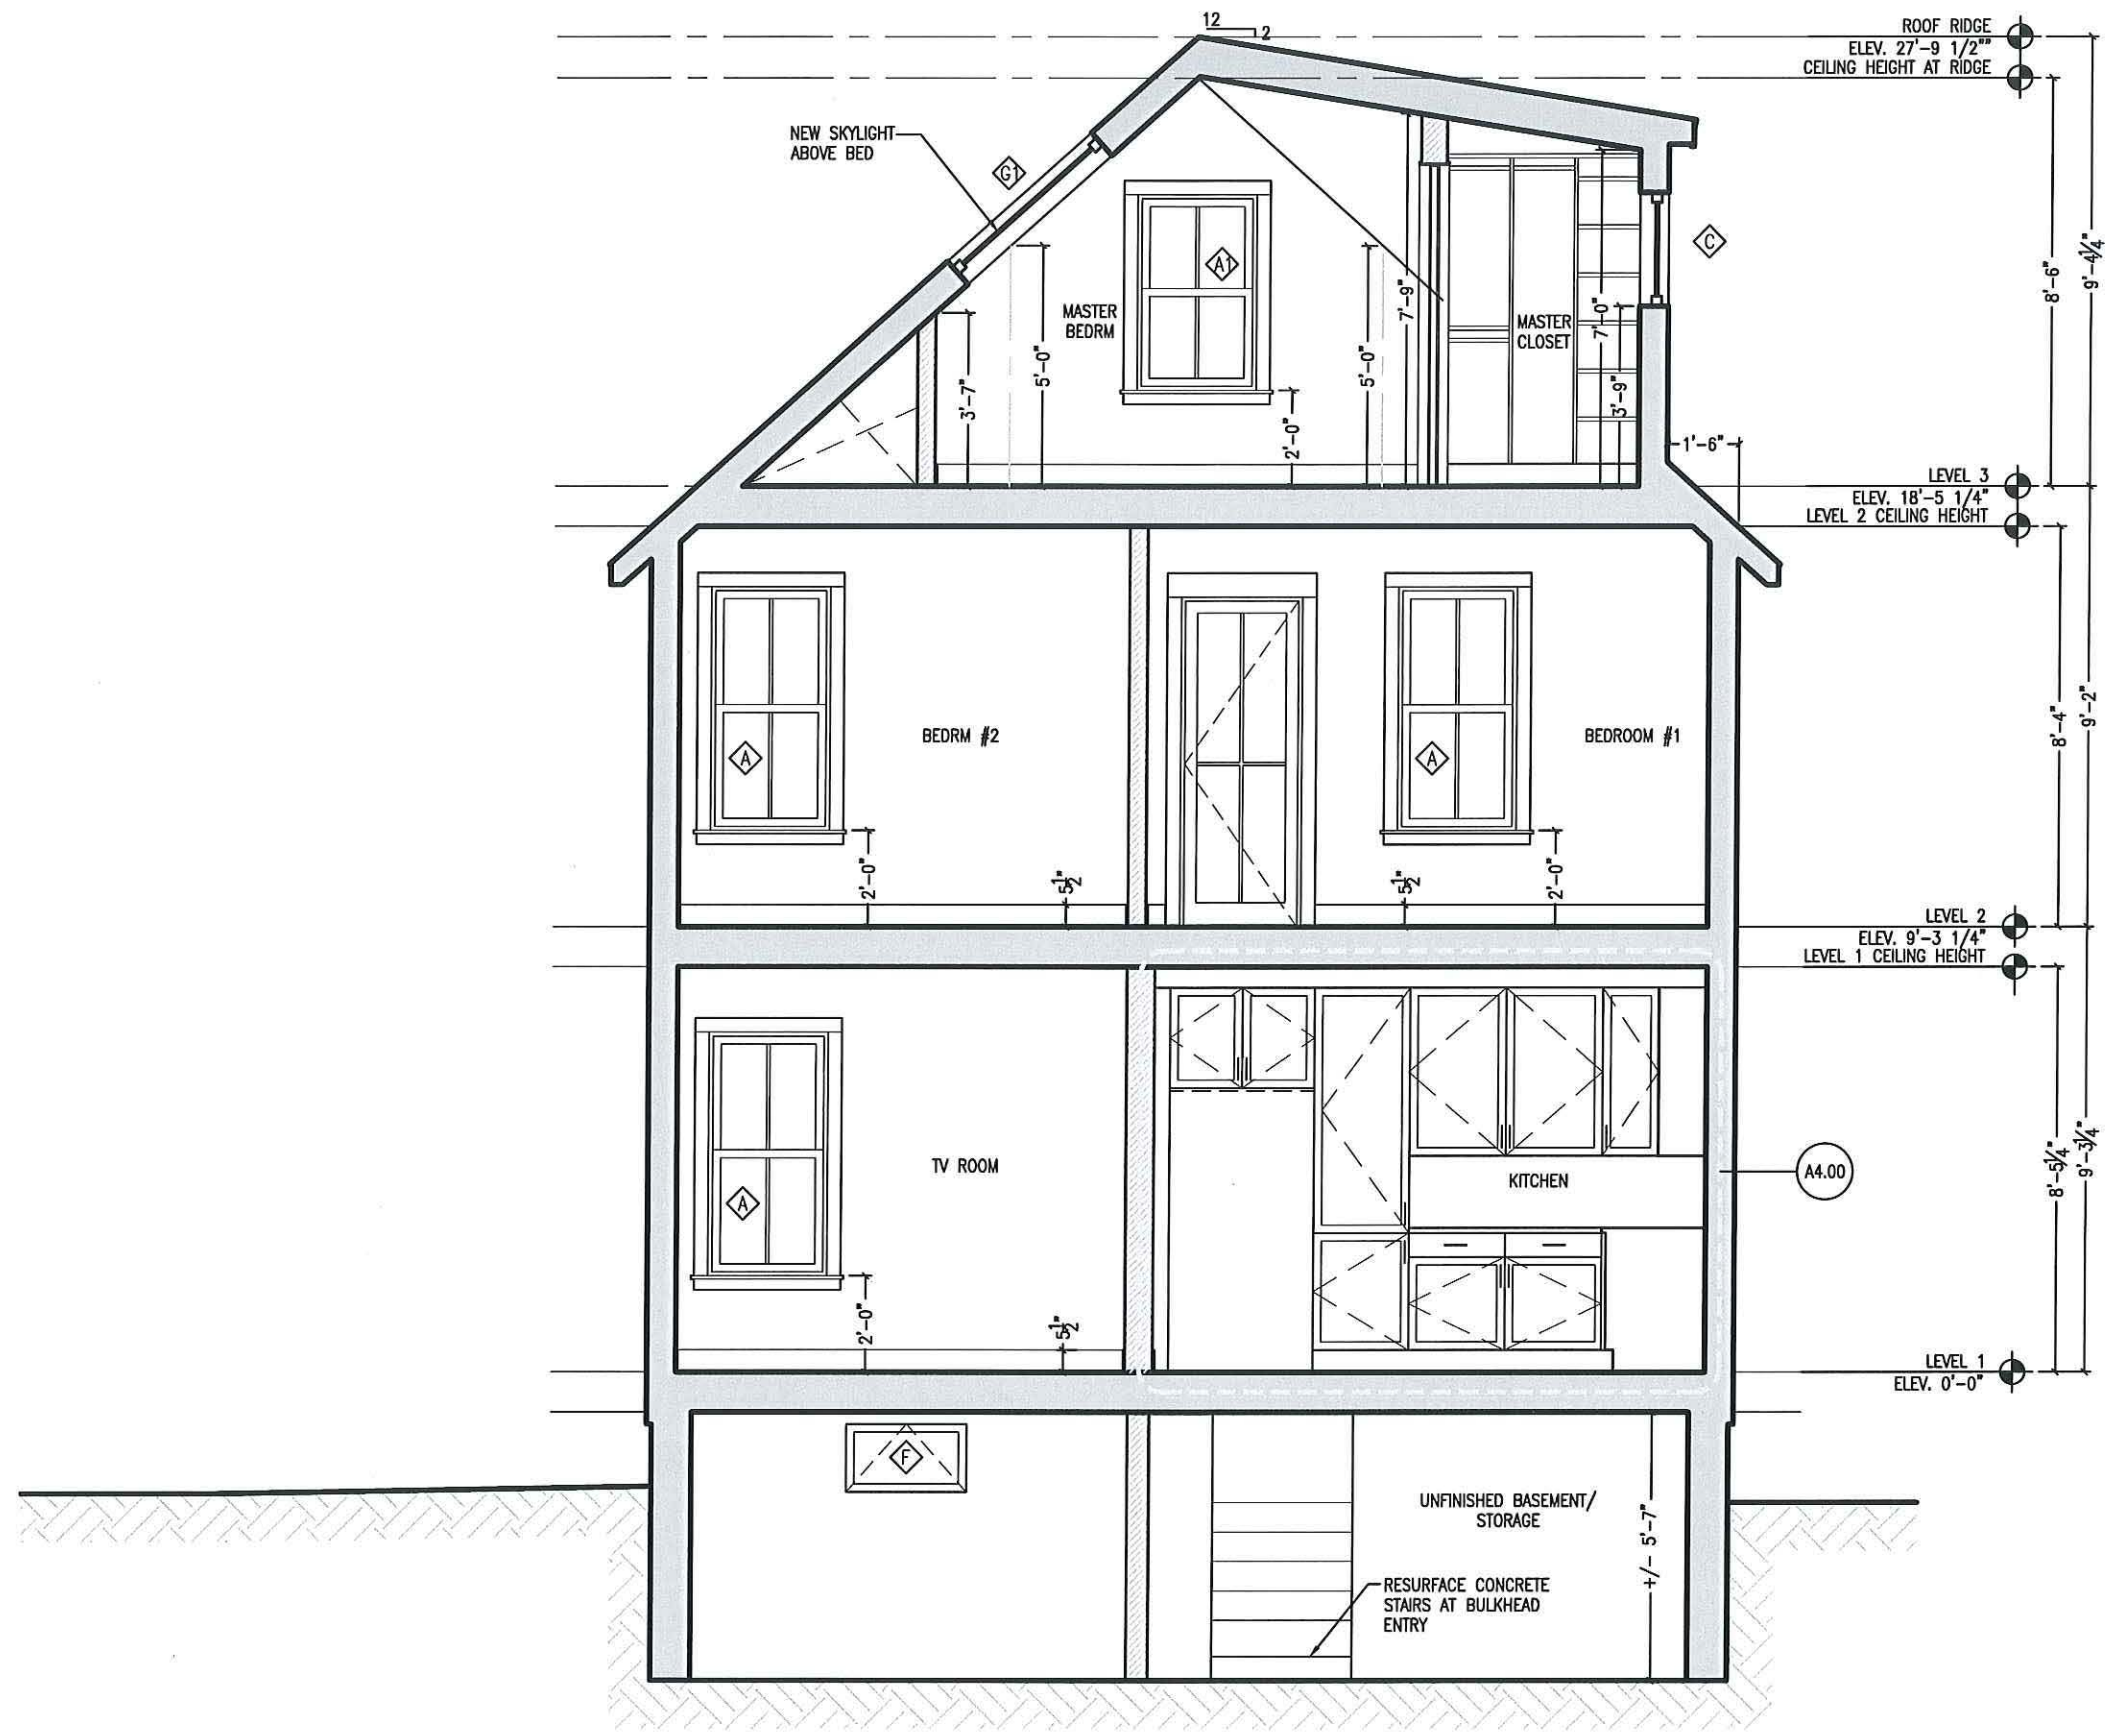 12
2
ROOF RIDGE
ELEV. 27'-9 1/2""
CEILING HEIGHT AT RIDGE
NEW SKYLIGHT
ABOVE BED
G1
A1
C
MASTER
BEDRM
MASTER
CLOSET
3'-7"
5'-0"
2'-0"
5'-0"
7'-9"
7'-0"
3'-9"
1'-6"
8'-6"
9'-4 1/4"
LEVEL 3
ELEV. 18'-5 1/4"
LEVEL 2 CEILING HEIGHT
A
BEDRM #2
A
BEDROOM #1
2'-0"
5 1/2"
5 1/2"
2'-0"
8'-4"
9'-2"
LEVEL 2
ELEV. 9'-3 1/4"
LEVEL 1 CEILING HEIGHT
A
TV ROOM
KITCHEN
A4.00
2'-0"
5 1/2"
8'-5 1/4"
9'-3 1/4"
LEVEL 1
ELEV. 0'-0"
F
UNFINISHED BASEMENT/
STORAGE
+/- 5'-7"
RESURFACE CONCRETE
STAIRS AT BULKHEAD
ENTRY